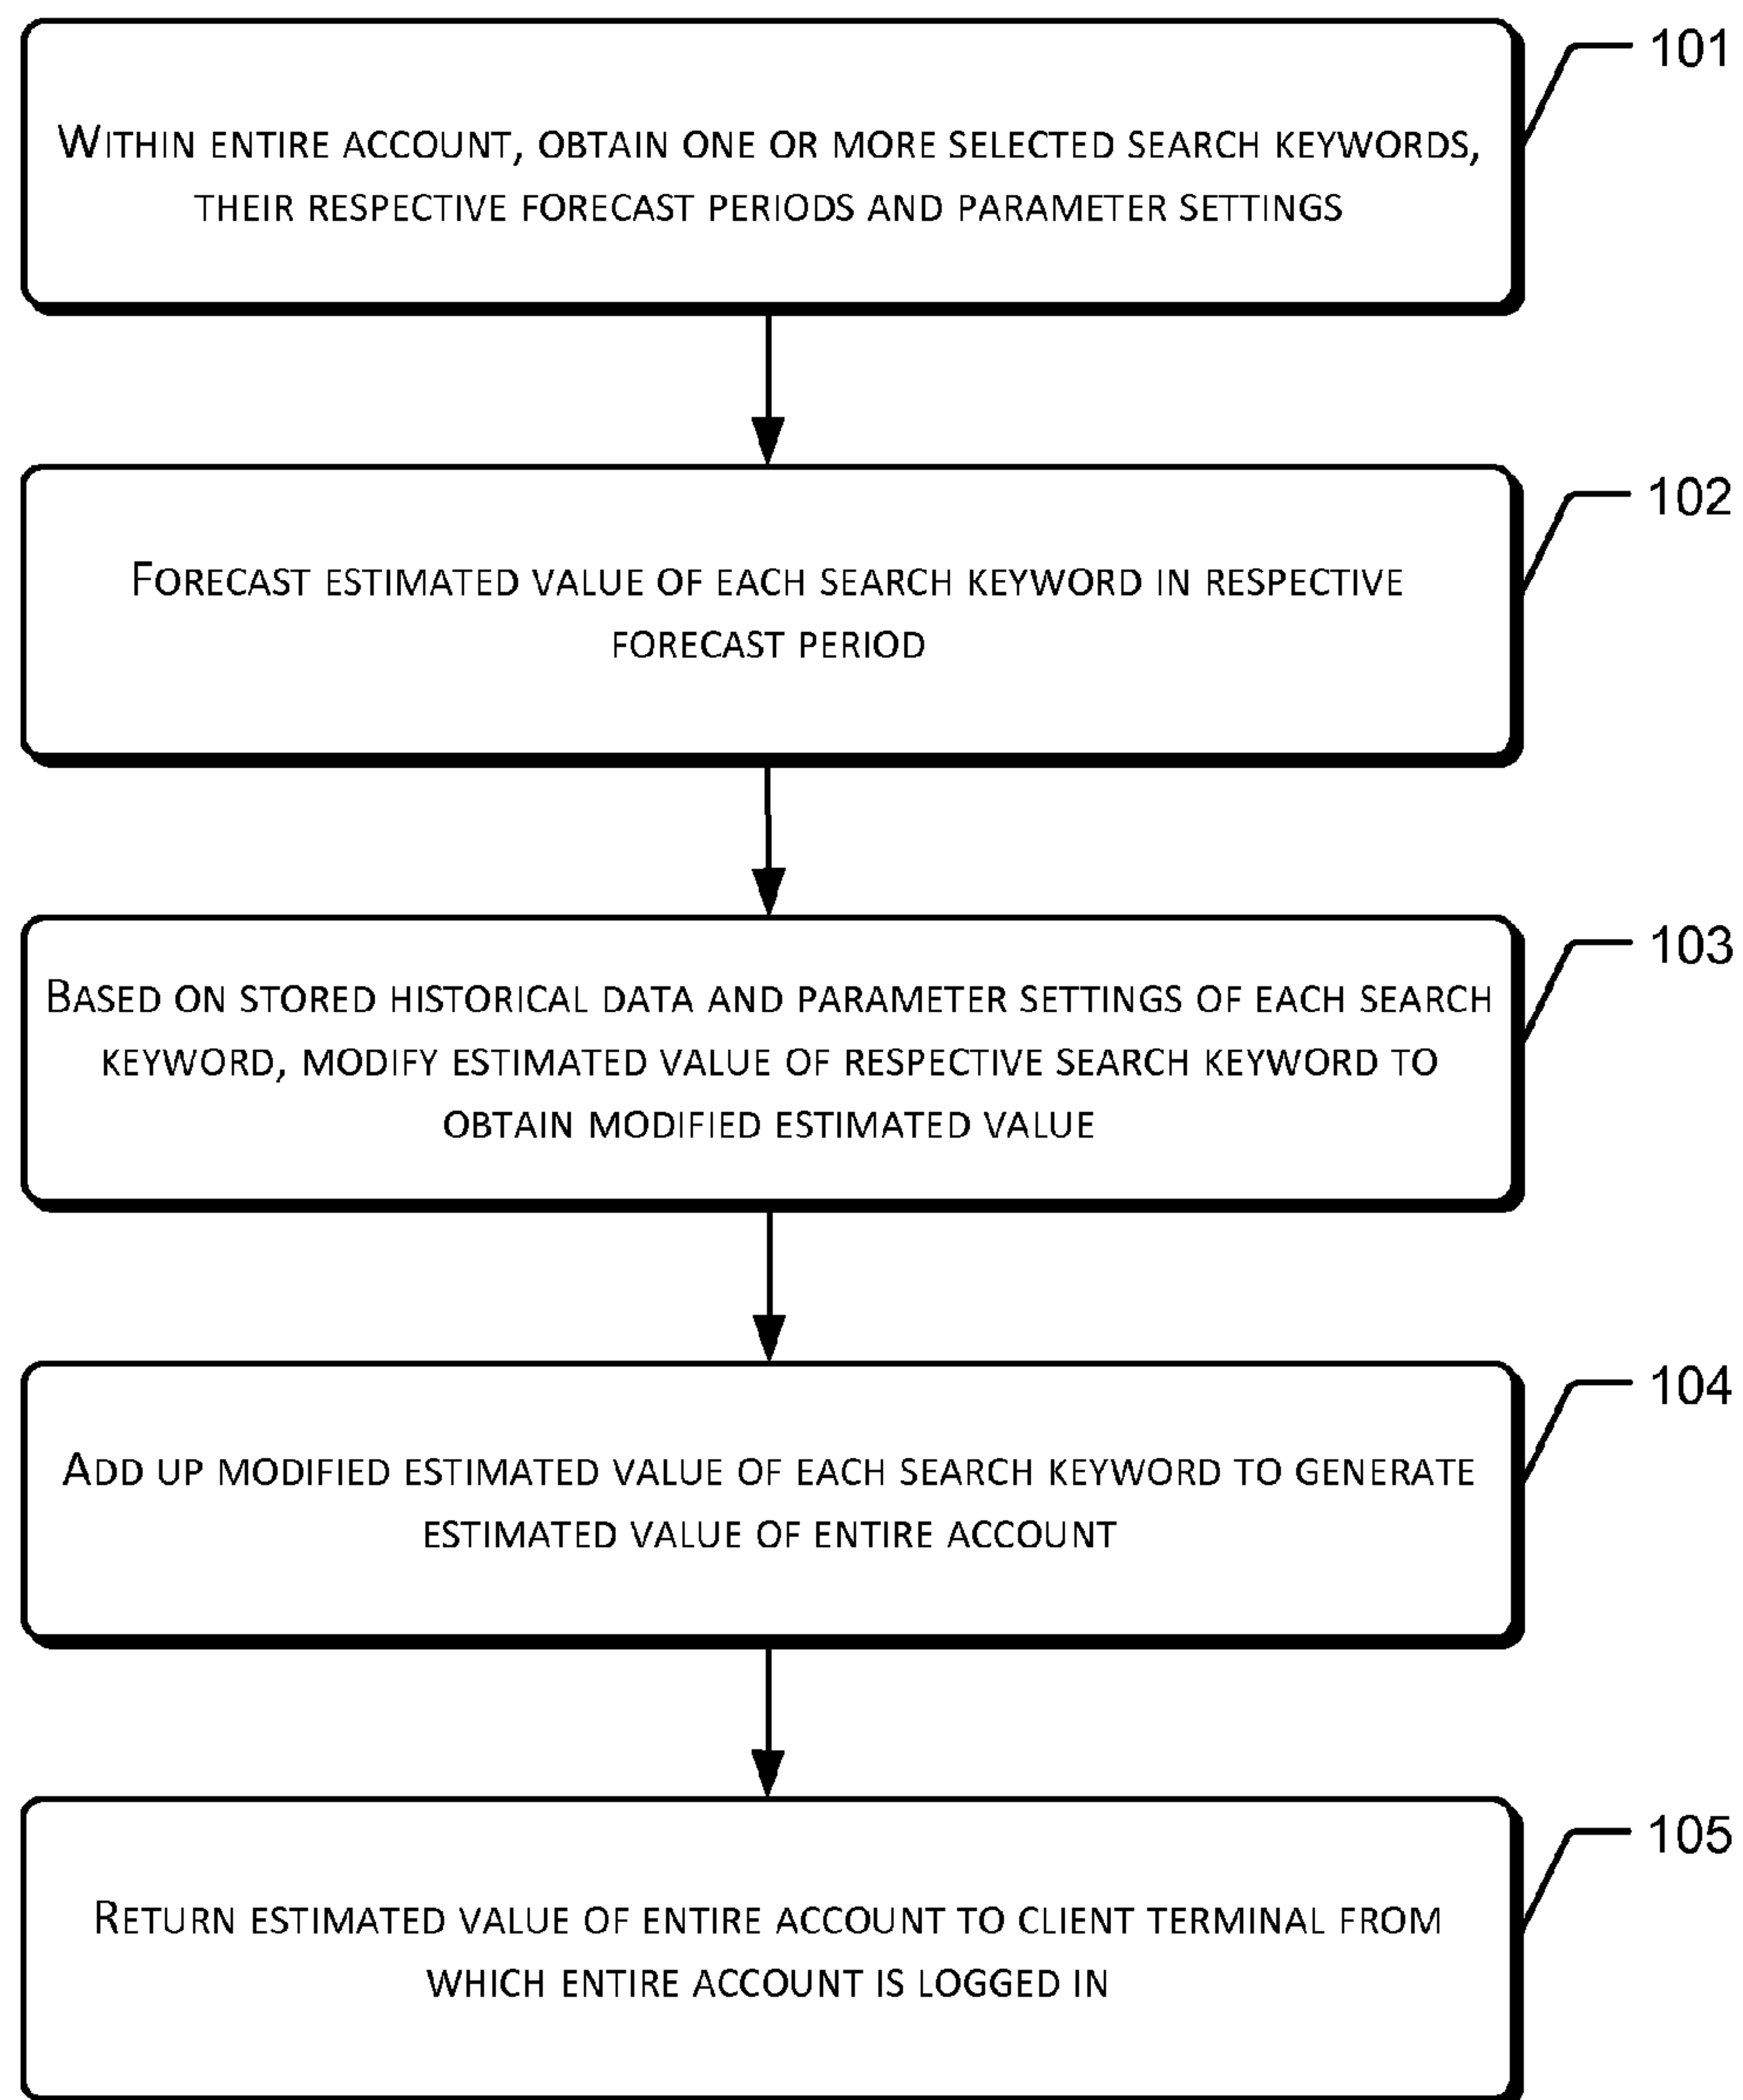 101
WITHIN ENTIRE ACCOUNT, OBTAIN ONE OR MORE SELECTED SEARCH KEYWORDS,
THEIR RESPECTIVE FORECAST PERIODS AND PARAMETER SETTINGS
102
FORECAST ESTIMATED VALUE OF EACH SEARCH KEYWORD IN RESPECTIVE
FORECAST PERIOD
103
BASED ON STORED HISTORICAL DATA AND PARAMETER SETTINGS OF EACH SEARCH
KEYWORD, MODIFY ESTIMATED VALUE OF RESPECTIVE SEARCH KEYWORD TO
OBTAIN MODIFIED ESTIMATED VALUE
104
ADD UP MODIFIED ESTIMATED VALUE OF EACH SEARCH KEYWORD TO GENERATE
ESTIMATED VALUE OF ENTIRE ACCOUNT
105
RETURN ESTIMATED VALUE OF ENTIRE ACCOUNT TO CLIENT TERMINAL FROM
WHICH ENTIRE ACCOUNT IS LOGGED IN